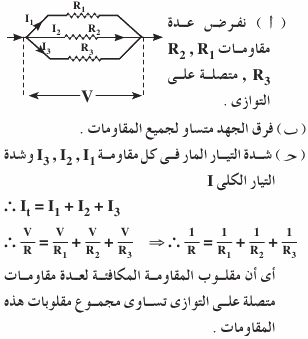 I₁ R₁
I₂ R₂
I₃ R₃
V
( أ ) نفرض عدة
مقاومات R₁ ، R₂
، R₃ متصلة على
التوازى .
(ب) فرق الجهد متساو لجميع المقاومات .
(جـ) شدة التيار المار فى كل مقاومة I₁ ، I₂ ، I₃ وشدة
التيار الكلى I
∴ Iₜ = I₁ + I₂ + I₃
∴ V/R = V/R₁ + V/R₂ + V/R₃ ⇒ ∴ 1/R = 1/R₁ + 1/R₂ + 1/R₃
أى أن مقلوب المقاومة المكافئة لعدة مقاومات
متصلة على التوازى تساوى مجموع مقلوبات هذه
المقاومات .